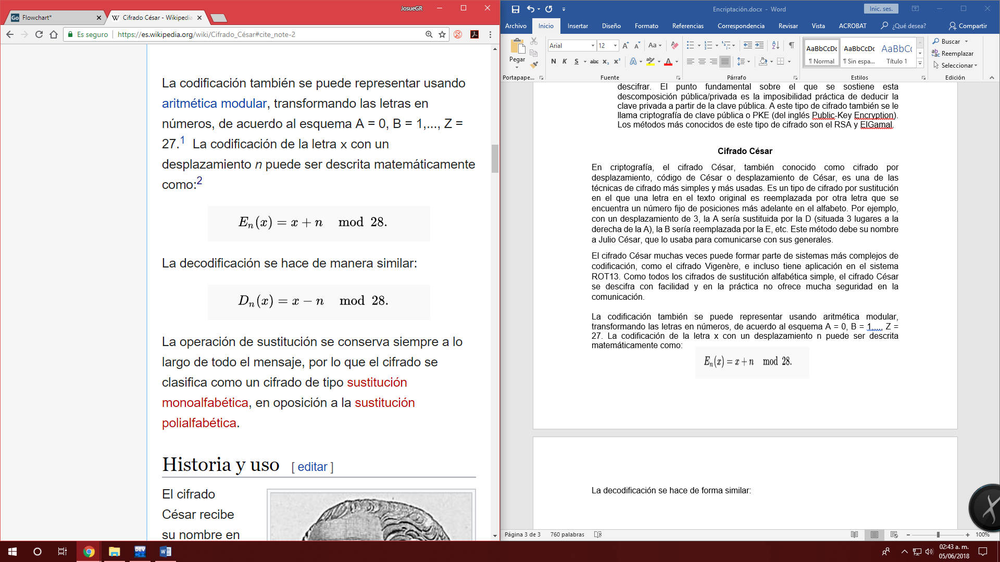 JosueGR
Flowchart*
Cifrado César - Wikipedia
Es seguro
https://es.wikipedia.org/wiki/Cifrado_César#cite_note-2
La codificación también se puede representar usando
aritmética modular, transformando las letras en
números, de acuerdo al esquema A = 0, B = 1,..., Z =
27.1 La codificación de la letra x con un
desplazamiento n puede ser descrita matemáticamente
como:2
En(x) = x + n mod 28.
La decodificación se hace de manera similar:
Dn(x) = x − n mod 28.
La operación de sustitución se conserva siempre a lo
largo de todo el mensaje, por lo que el cifrado se
clasifica como un cifrado de tipo sustitución
monoalfabética, en oposición a la sustitución
polialfabética.
Historia y uso [ editar ]
El cifrado
César recibe
su nombre en
Encriptación.docx - Word
Inic. ses.
Archivo Inicio Insertar Diseño Formato Referencias Correspondencia Revisar Vista ACROBAT ¿Qué desea? Compartir
Pegar
Portapape...
Arial 12
N K S abc x₂ x²
Fuente
Párrafo
AaBbCcDc AaBbCcDc AaBbC
¶ Normal ¶ Sin espa... Título 1
Estilos
Buscar
Reemplazar
Seleccionar
Edición
descifrar. El punto fundamental sobre el que se sostiene esta
descomposición pública/privada es la imposibilidad práctica de deducir la
clave privada a partir de la clave pública. A este tipo de cifrado también se le
llama criptografía de clave pública o PKE (del inglés Public-Key Encryption).
Los métodos más conocidos de este tipo de cifrado son el RSA y ElGamal.
Cifrado César
En criptografía, el cifrado César, también conocido como cifrado por
desplazamiento, código de César o desplazamiento de César, es una de las
técnicas de cifrado más simples y más usadas. Es un tipo de cifrado por sustitución
en el que una letra en el texto original es reemplazada por otra letra que se
encuentra un número fijo de posiciones más adelante en el alfabeto. Por ejemplo,
con un desplazamiento de 3, la A sería sustituida por la D (situada 3 lugares a la
derecha de la A), la B sería reemplazada por la E, etc. Este método debe su nombre
a Julio César, que lo usaba para comunicarse con sus generales.
El cifrado César muchas veces puede formar parte de sistemas más complejos de
codificación, como el cifrado Vigenère, e incluso tiene aplicación en el sistema
ROT13. Como todos los cifrados de sustitución alfabética simple, el cifrado César
se descifra con facilidad y en la práctica no ofrece mucha seguridad en la
comunicación.
La codificación también se puede representar usando aritmética modular,
transformando las letras en números, de acuerdo al esquema A = 0, B = 1,..., Z =
27. La codificación de la letra x con un desplazamiento n puede ser descrita
matemáticamente como:
En(x) = x + n mod 28.
La decodificación se hace de forma similar:
Página 3 de 3 760 palabras
100%
02:43 a. m.
05/06/2018